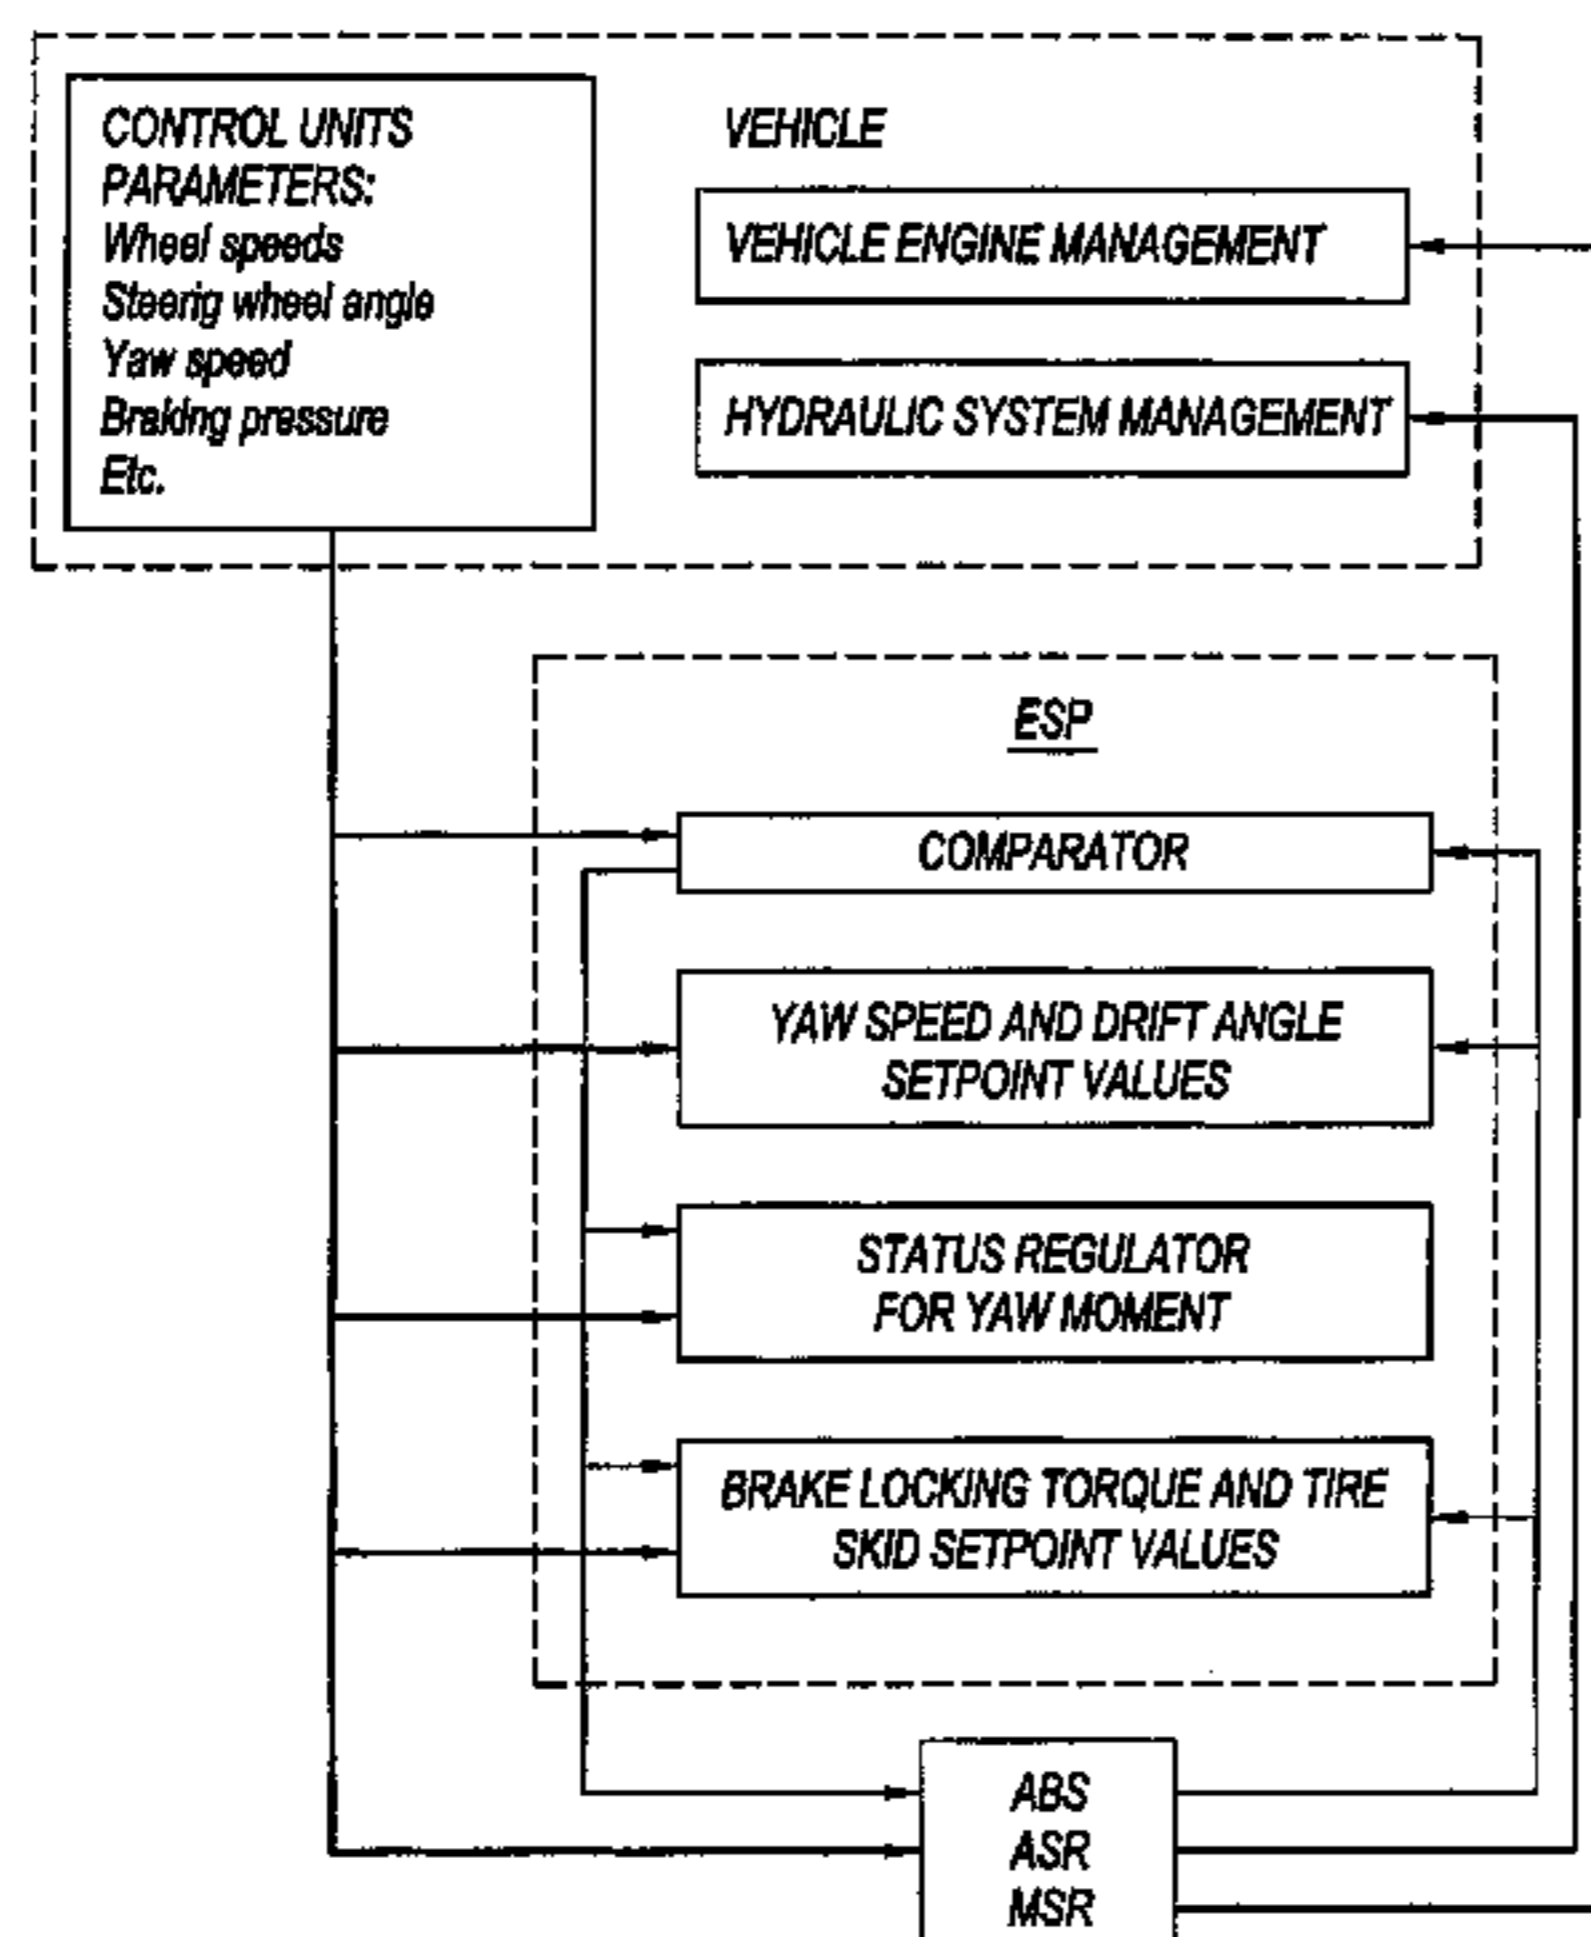 CONTROL UNITS
PARAMETERS:
Wheel speeds
Steerig wheel angle
Yaw speed
Braking pressure
Etc.
VEHICLE
VEHICLE ENGINE MANAGEMENT
HYDRAULIC SYSTEM MANAGEMENT
ESP
COMPARATOR
YAW SPEED AND DRIFT ANGLE
SETPOINT VALUES
STATUS REGULATOR
FOR YAW MOMENT
BRAKE LOCKING TORQUE AND TIRE
SKID SETPOINT VALUES
ABS
ASR
MSR